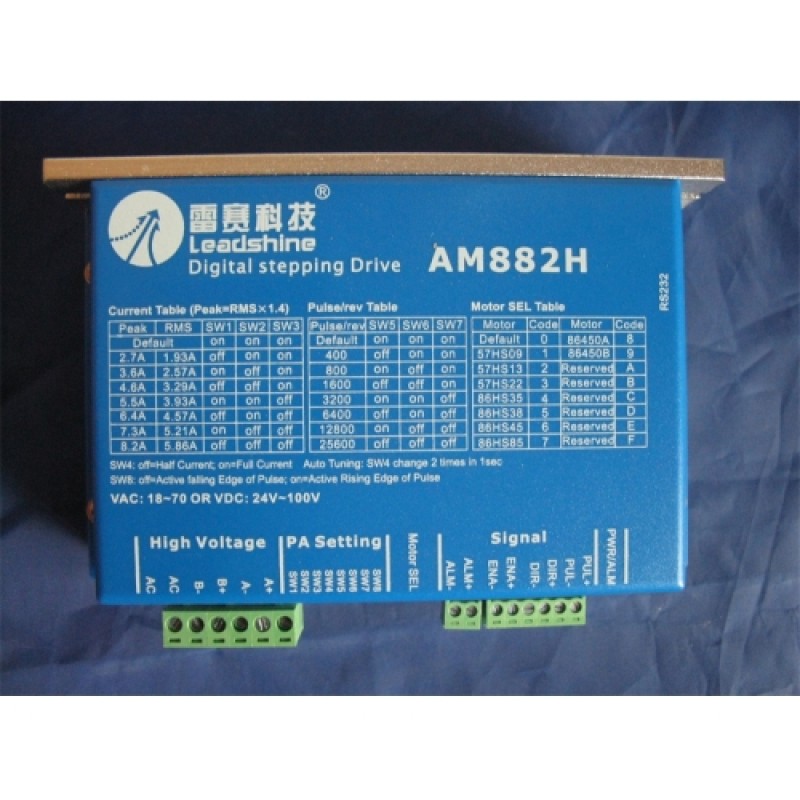 雷赛科技®
Leadshine
Digital stepping Drive AM882H
RS232
Current Table (Peak=RMS×1.4)
Peak RMS SW1 SW2 SW3
Default on on on
2.7A 1.93A off on on
3.6A 2.57A on off on
4.6A 3.29A off off on
5.5A 3.93A on on off
6.4A 4.57A off on off
7.3A 5.21A on off off
8.2A 5.86A off off off
Pulse/rev Table
Pulse/rev SW5 SW6 SW7
Default on on on
400 off on on
800 on off on
1600 off off on
3200 on on off
6400 off on off
12800 on off off
25600 off off off
Motor SEL Table
Motor Code Motor Code
Default 0 86450A 8
57HS09 1 86450B 9
57HS13 2 Reserved A
57HS22 3 Reserved B
86HS35 4 Reserved C
86HS38 5 Reserved D
86HS45 6 Reserved E
86HS85 7 Reserved F
SW4: off=Half Current; on=Full Current Auto Tuning: SW4 change 2 times in 1sec
SW8: off=Active falling Edge of Pulse; on=Active Rising Edge of Pulse
VAC: 18~70 OR VDC: 24V~100V
High Voltage
AC
AC
B-
B+
A-
A+
PA Setting
SW1
SW2
SW3
SW4
SW5
SW6
SW7
SW8
Motor SEL
Signal
ALM-
ALM+
ENA-
ENA+
DIR-
DIR+
PUL-
PUL+
PWR/ALM